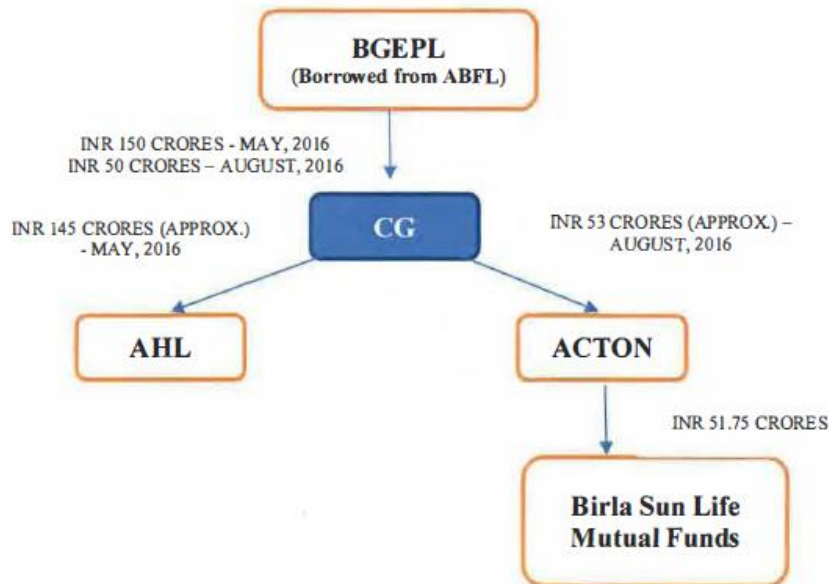 BGEPL
(Borrowed from ABFL)
INR 150 CRORES - MAY, 2016
INR 50 CRORES – AUGUST, 2016
CG
INR 145 CRORES (APPROX.)
- MAY, 2016
INR 53 CRORES (APPROX.) –
AUGUST, 2016
AHL
ACTON
INR 51.75 CRORES
Birla Sun Life
Mutual Funds